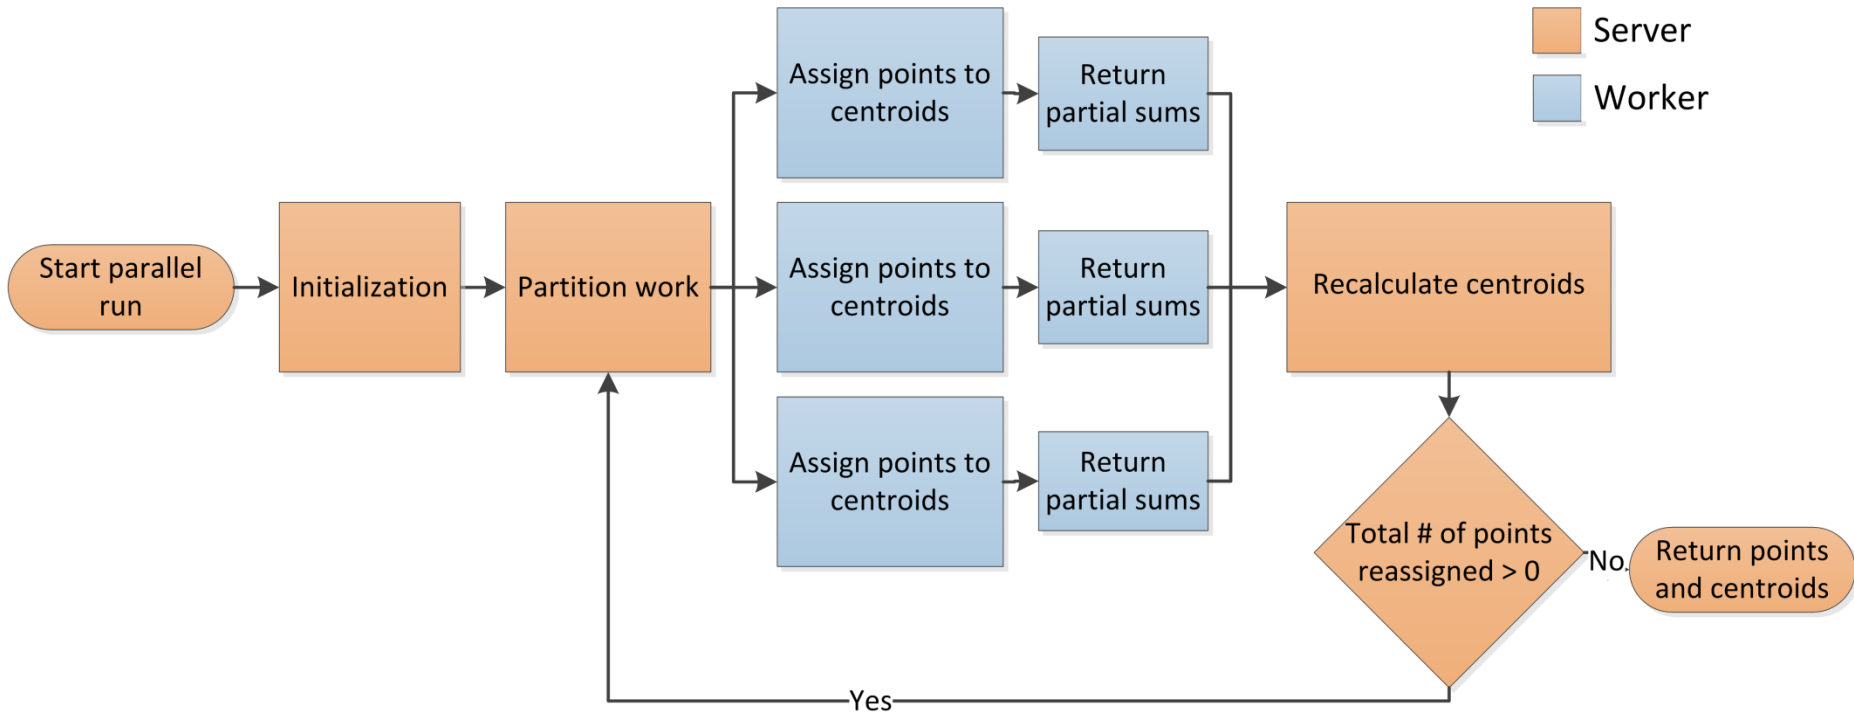 Server
Worker
Start parallel
run
Initialization
Partition work
Assign points to
centroids
Return
partial sums
Assign points to
centroids
Return
partial sums
Assign points to
centroids
Return
partial sums
Recalculate centroids
Total # of points
reassigned > 0
No
Return points
and centroids
Yes